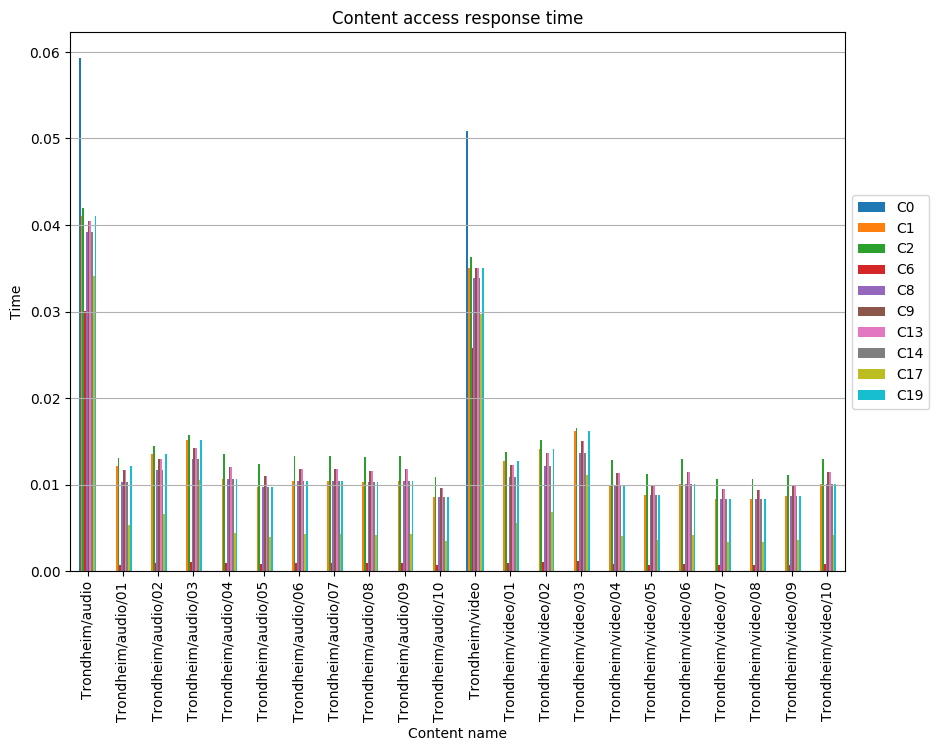 Content access response time
0.06
0.05
0.04
0.03
0.02
0.01
0.00
Time
Trondheim/audio
Trondheim/audio/01
Trondheim/audio/02
Trondheim/audio/03
Trondheim/audio/04
Trondheim/audio/05
Trondheim/audio/06
Trondheim/audio/07
Trondheim/audio/08
Trondheim/audio/09
Trondheim/audio/10
Trondheim/video
Trondheim/video/01
Trondheim/video/02
Trondheim/video/03
Trondheim/video/04
Trondheim/video/05
Trondheim/video/06
Trondheim/video/07
Trondheim/video/08
Trondheim/video/09
Trondheim/video/10
Content name
C0
C1
C2
C6
C8
C9
C13
C14
C17
C19